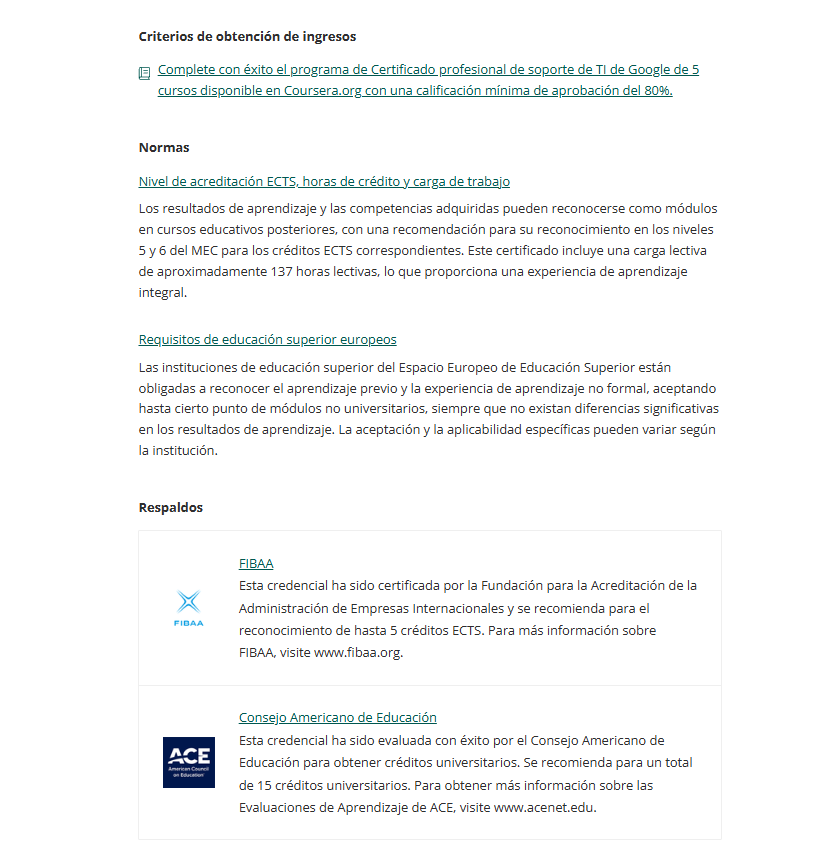 Criterios de obtención de ingresos
Complete con éxito el programa de Certificado profesional de soporte de TI de Google de 5
cursos disponible en Coursera.org con una calificación mínima de aprobación del 80%.
Normas
Nivel de acreditación ECTS, horas de crédito y carga de trabajo
Los resultados de aprendizaje y las competencias adquiridas pueden reconocerse como módulos
en cursos educativos posteriores, con una recomendación para su reconocimiento en los niveles
5 y 6 del MEC para los créditos ECTS correspondientes. Este certificado incluye una carga lectiva
de aproximadamente 137 horas lectivas, lo que proporciona una experiencia de aprendizaje
integral.
Requisitos de educación superior europeos
Las instituciones de educación superior del Espacio Europeo de Educación Superior están
obligadas a reconocer el aprendizaje previo y la experiencia de aprendizaje no formal, aceptando
hasta cierto punto de módulos no universitarios, siempre que no existan diferencias significativas
en los resultados de aprendizaje. La aceptación y la aplicabilidad específicas pueden variar según
la institución.
Respaldos
FIBAA
Esta credencial ha sido certificada por la Fundación para la Acreditación de la
Administración de Empresas Internacionales y se recomienda para el
reconocimiento de hasta 5 créditos ECTS. Para más información sobre
FIBAA, visite www.fibaa.org.
FIBAA
Consejo Americano de Educación
Esta credencial ha sido evaluada con éxito por el Consejo Americano de
Educación para obtener créditos universitarios. Se recomienda para un total
de 15 créditos universitarios. Para obtener más información sobre las
Evaluaciones de Aprendizaje de ACE, visite www.acenet.edu.
ACE
American Council
on Education